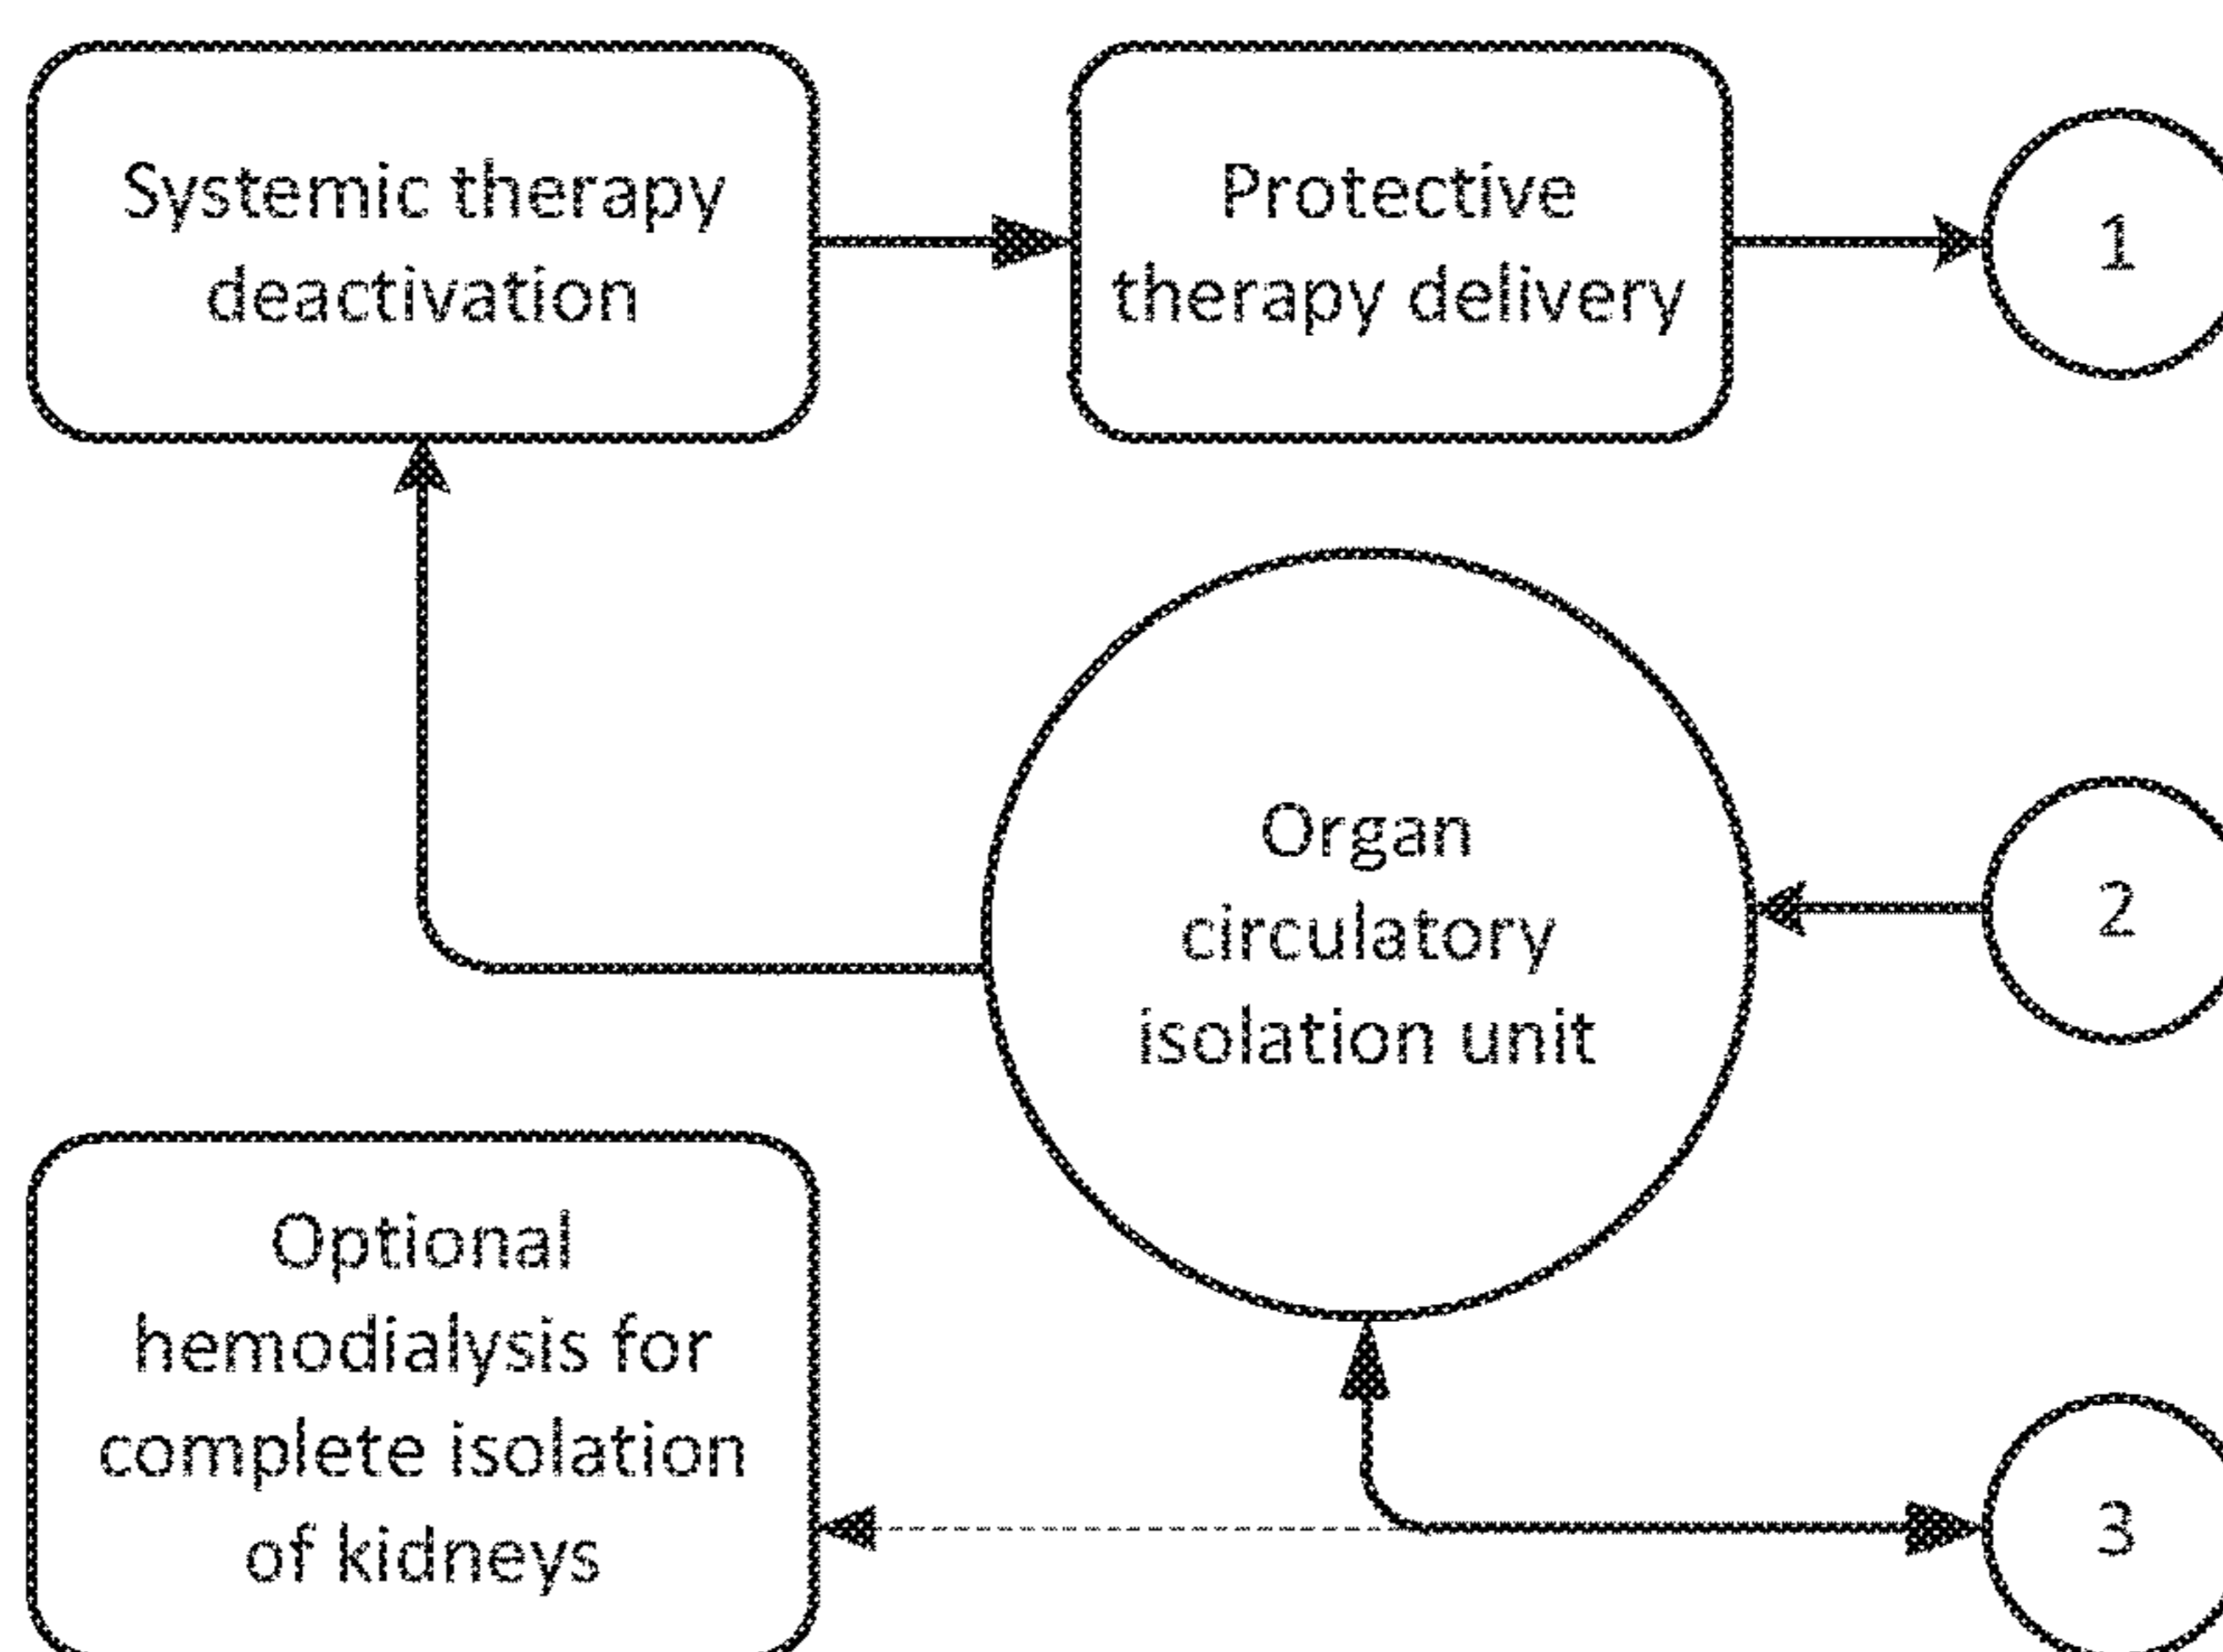 Systemic therapy
deactivation
Protective
therapy delivery
1
Organ
circulatory
isolation unit
2
Optional
hemodialysis for
complete isolation
of kidneys
3